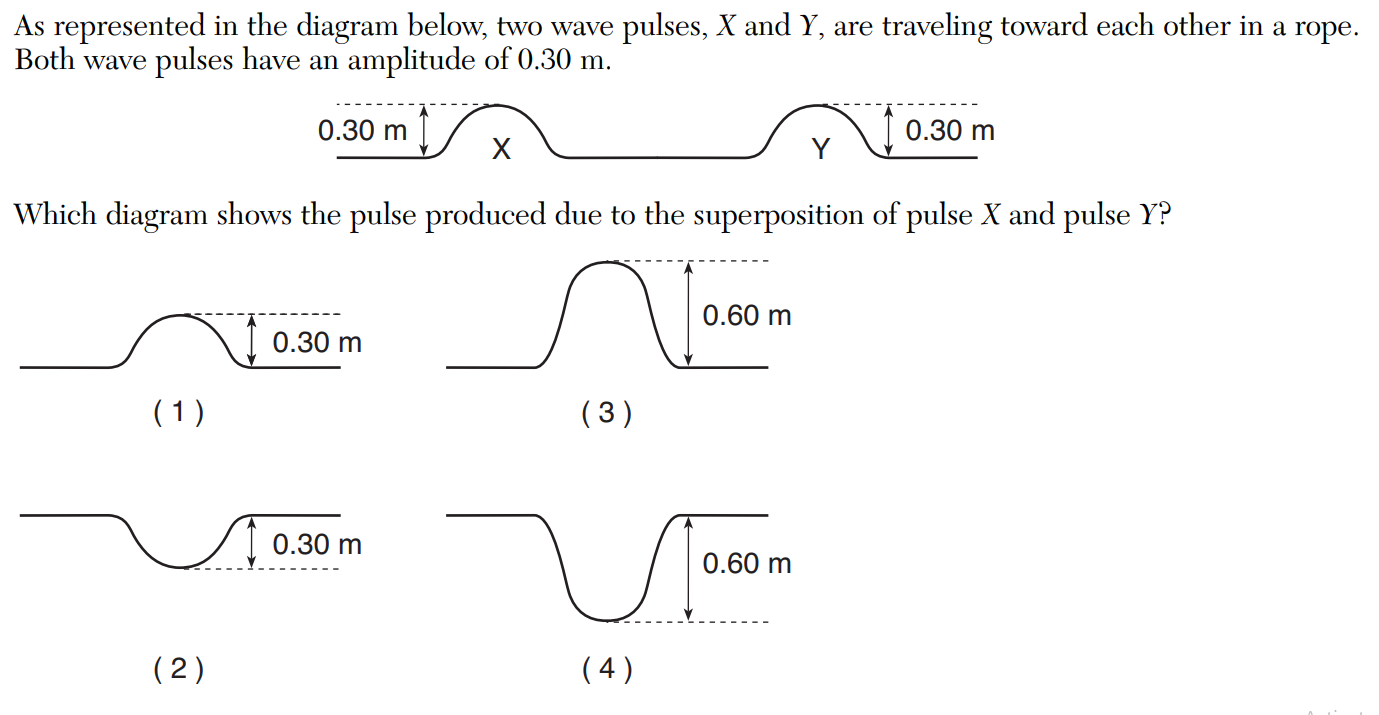 As represented in the diagram below, two wave pulses, X and Y, are traveling toward each other in a rope.
Both wave pulses have an amplitude of 0.30 m.
0.30 m X Y 0.30 m
Which diagram shows the pulse produced due to the superposition of pulse X and pulse Y?
0.30 m
(1)
0.60 m
(3)
0.30 m
(2)
0.60 m
(4)